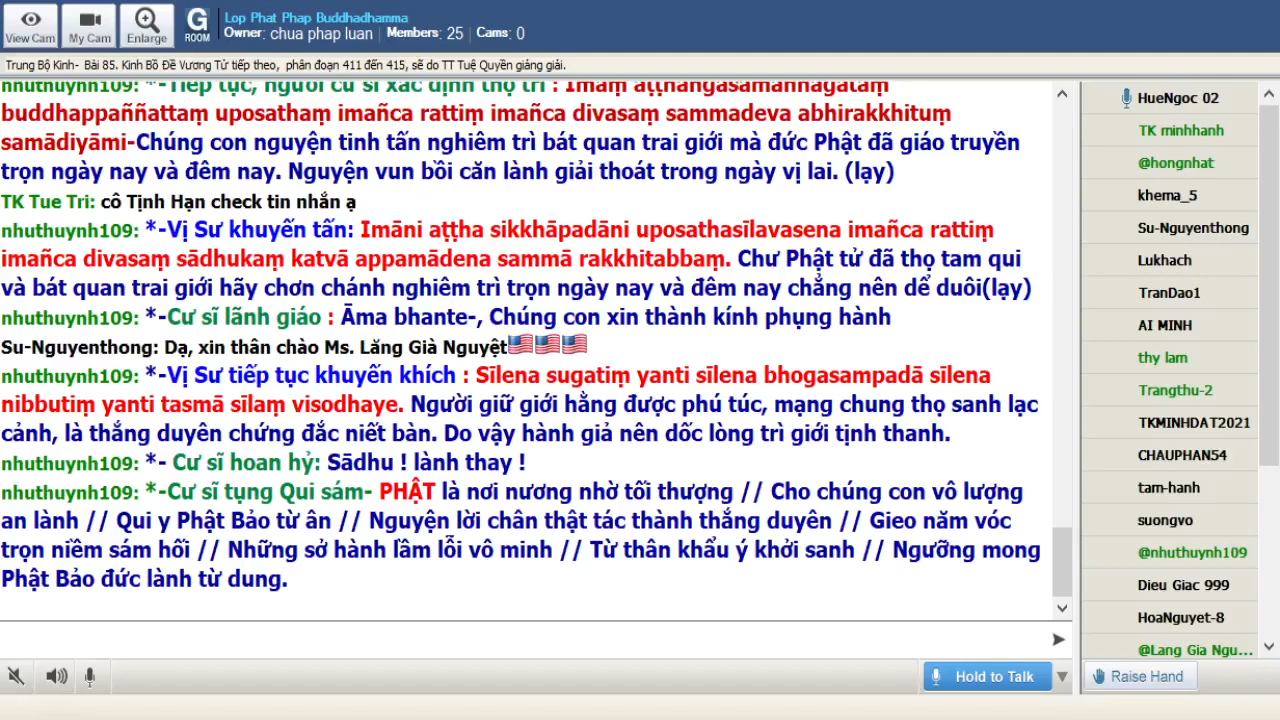 View Cam
My Cam
Enlarge
G
ROOM
Lop Phat Phap Buddhadhamma
Owner: chua phap luan Members: 25 Cams: 0
Trung Bộ Kinh- Bài 85. Kinh Bồ Đề Vương Tử tiếp theo, phân đoạn 411 đến 415, sẽ do TT Tuệ Quyền giảng giải.
nhuthuynh109: *-Tiếp tục, người cư sĩ xác định thọ trì : Imaṃ aṭṭhaṅgasamannāgataṃ
buddhappaññattaṃ uposathaṃ imañca rattiṃ imañca divasaṃ sammadeva abhirakkhituṃ
samādiyāmi-Chúng con nguyện tinh tấn nghiêm trì bát quan trai giới mà đức Phật đã giáo truyền
trọn ngày nay và đêm nay. Nguyện vun bồi căn lành giải thoát trong ngày vị lai. (lạy)
TK Tue Tri: cô Tịnh Hạn check tin nhắn ạ
nhuthuynh109: *-Vị Sư khuyến tấn: Imāni aṭṭha sikkhāpadāni uposathasīlavasena imañca rattiṃ
imañca divasaṃ sādhukaṃ katvā appamādena sammā rakkhitabbaṃ. Chư Phật tử đã thọ tam qui
và bát quan trai giới hãy chơn chánh nghiêm trì trọn ngày nay và đêm nay chẳng nên dể duôi(lạy)
nhuthuynh109: *-Cư sĩ lãnh giáo : Āma bhante-, Chúng con xin thành kính phụng hành
Su-Nguyenthong: Dạ, xin thân chào Ms. Lăng Già Nguyệt
nhuthuynh109: *-Vị Sư tiếp tục khuyến khích : Sīlena sugatiṃ yanti sīlena bhogasampadā sīlena
nibbutiṃ yanti tasmā sīlaṃ visodhaye. Người giữ giới hằng được phú túc, mạng chung thọ sanh lạc
cảnh, là thắng duyên chứng đắc niết bàn. Do vậy hành giả nên dốc lòng trì giới tịnh thanh.
nhuthuynh109: *- Cư sĩ hoan hỷ: Sādhu ! lành thay !
nhuthuynh109: *-Cư sĩ tụng Qui sám- PHẬT là nơi nương nhờ tối thượng // Cho chúng con vô lượng
an lành // Qui y Phật Bảo từ ân // Nguyện lời chân thật tác thành thắng duyên // Gieo năm vóc
trọn niềm sám hối // Những sở hành lầm lỗi vô minh // Từ thân khẩu ý khởi sanh // Ngưỡng mong
Phật Bảo đức lành từ dung.
HueNgoc 02
TK minhhanh
@hongnhat
khema_5
Su-Nguyenthong
Lukhach
TranDao1
AI MINH
thy lam
Trangthu-2
TKMINHDAT2021
CHAUPHAN54
tam-hanh
suongvo
@nhuthuynh109
Dieu Giac 999
HoaNguyet-8
@Lang Gia Ngu...
Hold to Talk
Raise Hand